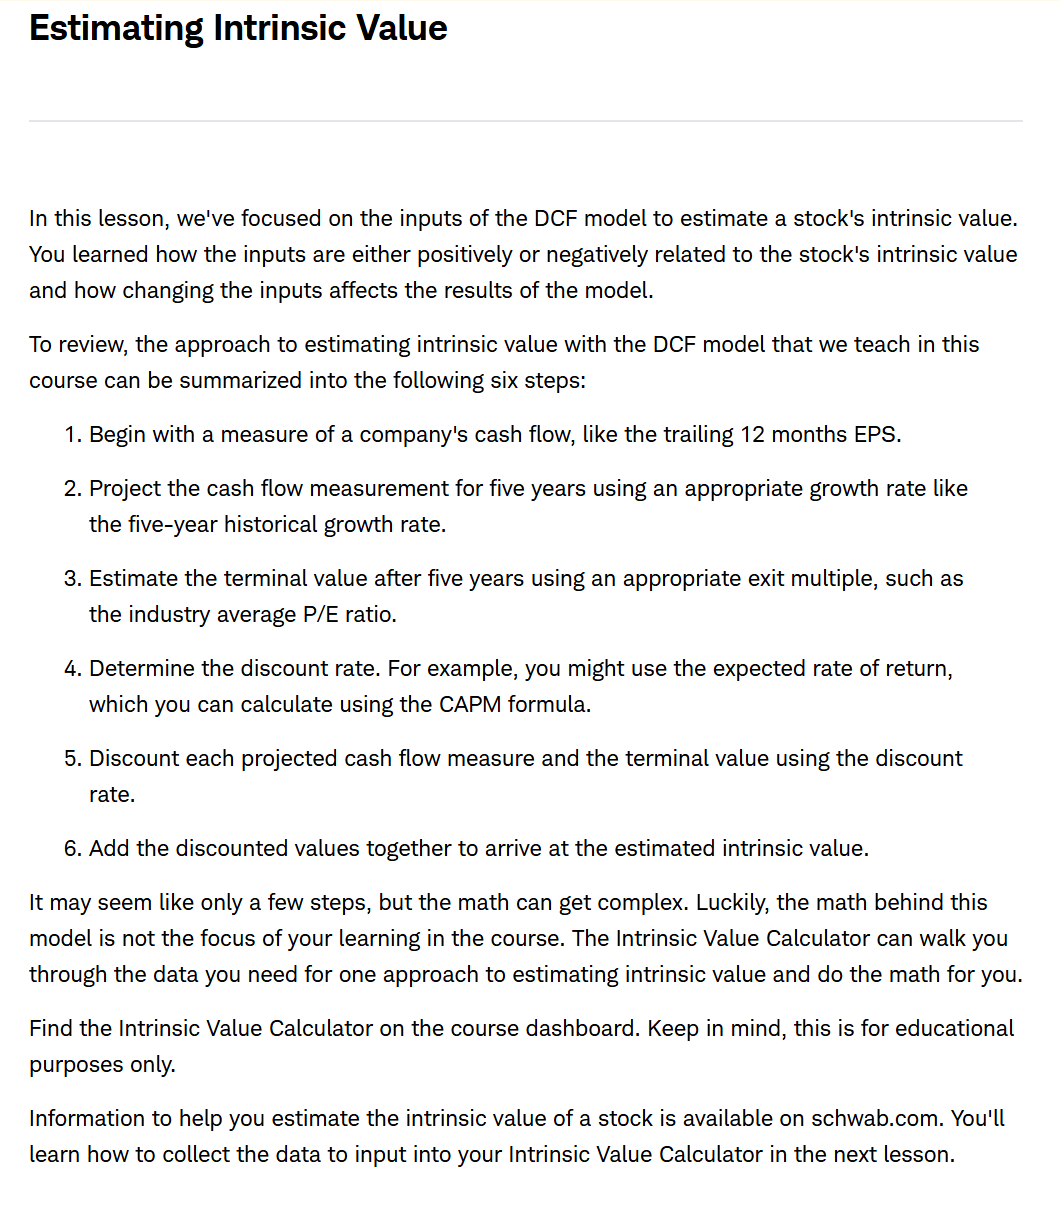 Estimating Intrinsic Value
In this lesson, we've focused on the inputs of the DCF model to estimate a stock's intrinsic value.
You learned how the inputs are either positively or negatively related to the stock's intrinsic value
and how changing the inputs affects the results of the model.
To review, the approach to estimating intrinsic value with the DCF model that we teach in this
course can be summarized into the following six steps:
1. Begin with a measure of a company's cash flow, like the trailing 12 months EPS.
2. Project the cash flow measurement for five years using an appropriate growth rate like
the five-year historical growth rate.
3. Estimate the terminal value after five years using an appropriate exit multiple, such as
the industry average P/E ratio.
4. Determine the discount rate. For example, you might use the expected rate of return,
which you can calculate using the CAPM formula.
5. Discount each projected cash flow measure and the terminal value using the discount
rate.
6. Add the discounted values together to arrive at the estimated intrinsic value.
It may seem like only a few steps, but the math can get complex. Luckily, the math behind this
model is not the focus of your learning in the course. The Intrinsic Value Calculator can walk you
through the data you need for one approach to estimating intrinsic value and do the math for you.
Find the Intrinsic Value Calculator on the course dashboard. Keep in mind, this is for educational
purposes only.
Information to help you estimate the intrinsic value of a stock is available on schwab.com. You'll
learn how to collect the data to input into your Intrinsic Value Calculator in the next lesson.